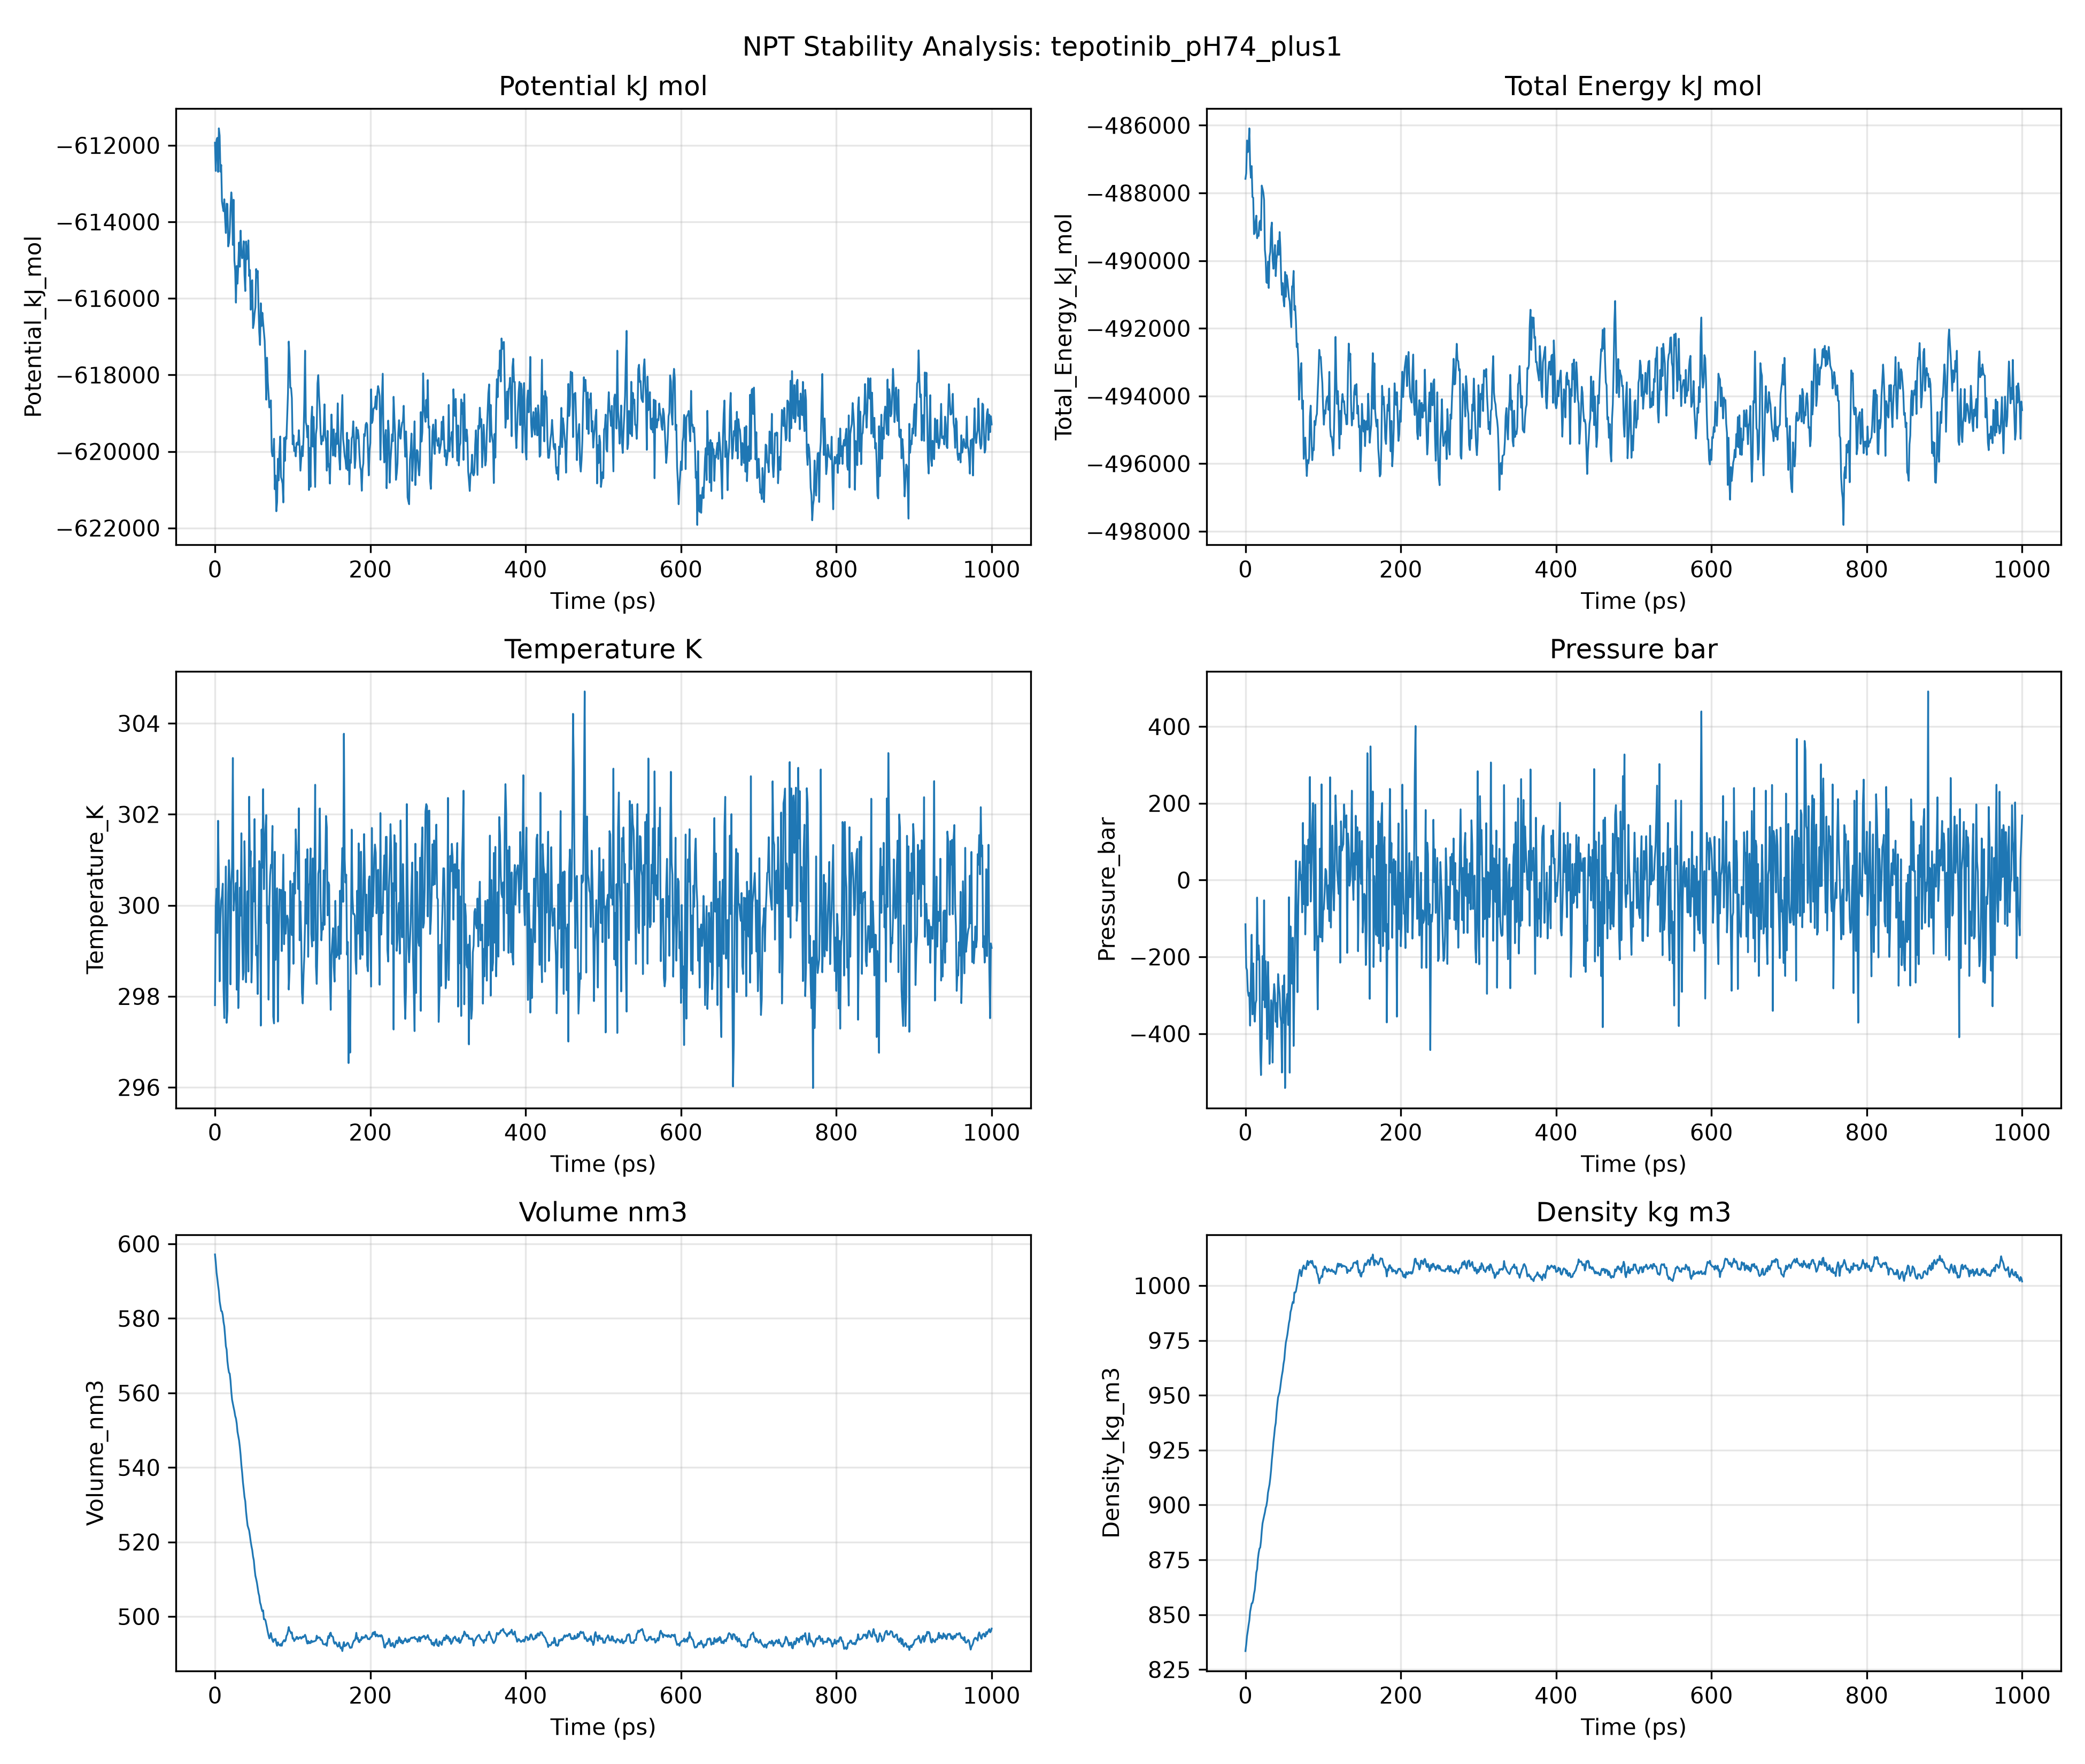 NPT Stability Analysis: tepotinib_pH74_plus1
Potential kJ mol
Potential_kJ_mol
−612000
−614000
−616000
−618000
−620000
−622000
0 200 400 600 800 1000
Time (ps)
Total Energy kJ mol
Total_Energy_kJ_mol
−486000
−488000
−490000
−492000
−494000
−496000
−498000
0 200 400 600 800 1000
Time (ps)
Temperature K
Temperature_K
304
302
300
298
296
0 200 400 600 800 1000
Time (ps)
Pressure bar
Pressure_bar
400
200
0
−200
−400
0 200 400 600 800 1000
Time (ps)
Volume nm3
Volume_nm3
600
580
560
540
520
500
0 200 400 600 800 1000
Time (ps)
Density kg m3
Density_kg_m3
1000
975
950
925
900
875
850
825
0 200 400 600 800 1000
Time (ps)